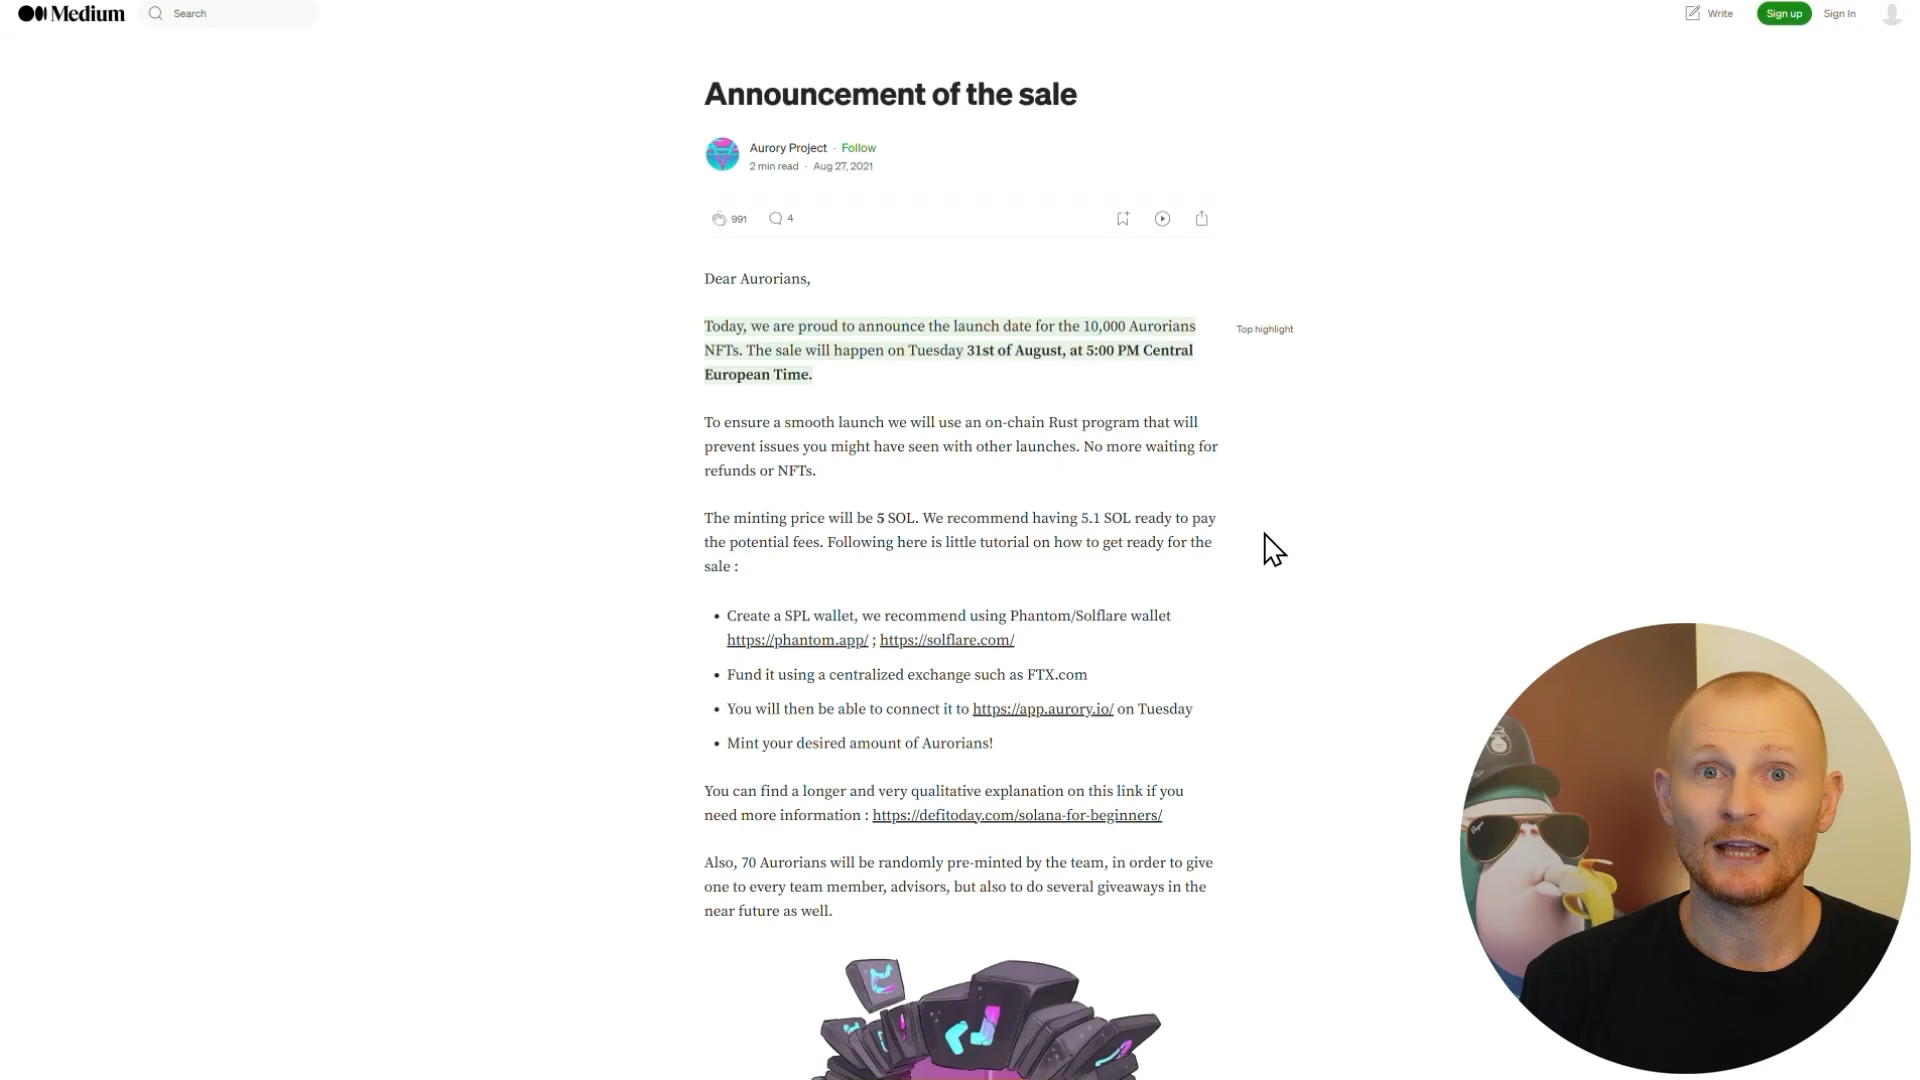 Medium
Search
Write
Sign up
Sign In
Announcement of the sale
Aurory Project · Follow
2 min read · Aug 27, 2021
991
4
Dear Aurorians,
Today, we are proud to announce the launch date for the 10,000 Aurorians
NFTs. The sale will happen on Tuesday 31st of August, at 5:00 PM Central
European Time.
Top highlight
To ensure a smooth launch we will use an on-chain Rust program that will
prevent issues you might have seen with other launches. No more waiting for
refunds or NFTs.
The minting price will be 5 SOL. We recommend having 5.1 SOL ready to pay
the potential fees. Following here is little tutorial on how to get ready for the
sale :
• Create a SPL wallet, we recommend using Phantom/Solflare wallet
https://phantom.app/ ; https://solflare.com/
• Fund it using a centralized exchange such as FTX.com
• You will then be able to connect it to https://app.aurory.io/ on Tuesday
• Mint your desired amount of Aurorians!
You can find a longer and very qualitative explanation on this link if you
need more information : https://defitoday.com/solana-for-beginners/
Also, 70 Aurorians will be randomly pre-minted by the team, in order to give
one to every team member, advisors, but also to do several giveaways in the
near future as well.